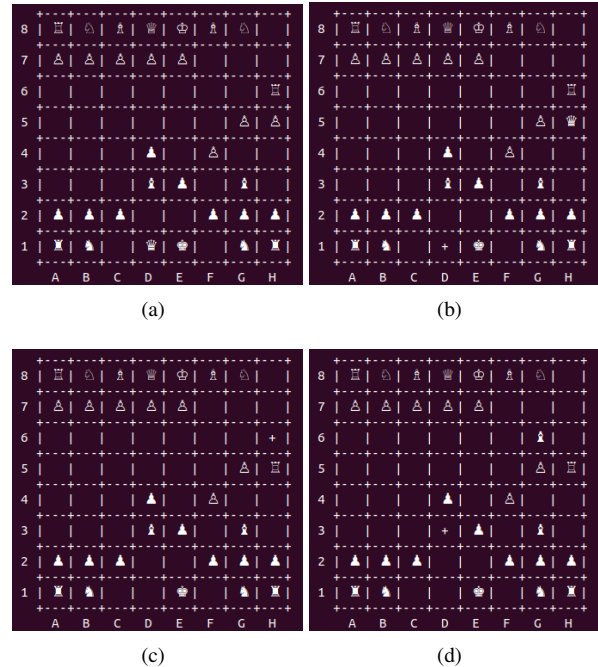 +---+---+---+---+---+---+---+---+
8 | ♖ | ♘ | ♗ | ♕ | ♔ | ♗ | ♘ |   |
+---+---+---+---+---+---+---+---+
7 | ♙ | ♙ | ♙ | ♙ | ♙ |   |   |   |
+---+---+---+---+---+---+---+---+
6 |   |   |   |   |   |   |   | ♖ |
+---+---+---+---+---+---+---+---+
5 |   |   |   |   |   |   | ♙ | ♙ |
+---+---+---+---+---+---+---+---+
4 |   |   |   | ♟ |   | ♙ |   |   |
+---+---+---+---+---+---+---+---+
3 |   |   |   | ♝ | ♟ |   | ♝ |   |
+---+---+---+---+---+---+---+---+
2 | ♟ | ♟ | ♟ |   |   | ♟ | ♟ | ♟ |
+---+---+---+---+---+---+---+---+
1 | ♜ | ♞ |   | ♛ | ♚ |   | ♞ | ♜ |
+---+---+---+---+---+---+---+---+
A B C D E F G H
(a)
+---+---+---+---+---+---+---+---+
8 | ♖ | ♘ | ♗ | ♕ | ♔ | ♗ | ♘ |   |
+---+---+---+---+---+---+---+---+
7 | ♙ | ♙ | ♙ | ♙ | ♙ |   |   |   |
+---+---+---+---+---+---+---+---+
6 |   |   |   |   |   |   |   | ♖ |
+---+---+---+---+---+---+---+---+
5 |   |   |   |   |   |   | ♙ | ♛ |
+---+---+---+---+---+---+---+---+
4 |   |   |   | ♟ |   | ♙ |   |   |
+---+---+---+---+---+---+---+---+
3 |   |   |   | ♝ | ♟ |   | ♝ |   |
+---+---+---+---+---+---+---+---+
2 | ♟ | ♟ | ♟ |   |   | ♟ | ♟ | ♟ |
+---+---+---+---+---+---+---+---+
1 | ♜ | ♞ |   | + | ♚ |   | ♞ | ♜ |
+---+---+---+---+---+---+---+---+
A B C D E F G H
(b)
+---+---+---+---+---+---+---+---+
8 | ♖ | ♘ | ♗ | ♕ | ♔ | ♗ | ♘ |   |
+---+---+---+---+---+---+---+---+
7 | ♙ | ♙ | ♙ | ♙ | ♙ |   |   |   |
+---+---+---+---+---+---+---+---+
6 |   |   |   |   |   |   |   | + |
+---+---+---+---+---+---+---+---+
5 |   |   |   |   |   |   | ♙ | ♖ |
+---+---+---+---+---+---+---+---+
4 |   |   |   | ♟ |   | ♙ |   |   |
+---+---+---+---+---+---+---+---+
3 |   |   |   | ♝ | ♟ |   | ♝ |   |
+---+---+---+---+---+---+---+---+
2 | ♟ | ♟ | ♟ |   |   | ♟ | ♟ | ♟ |
+---+---+---+---+---+---+---+---+
1 | ♜ | ♞ |   |   | ♚ |   | ♞ | ♜ |
+---+---+---+---+---+---+---+---+
A B C D E F G H
(c)
+---+---+---+---+---+---+---+---+
8 | ♖ | ♘ | ♗ | ♕ | ♔ | ♗ | ♘ |   |
+---+---+---+---+---+---+---+---+
7 | ♙ | ♙ | ♙ | ♙ | ♙ |   |   |   |
+---+---+---+---+---+---+---+---+
6 |   |   |   |   |   |   | ♝ |   |
+---+---+---+---+---+---+---+---+
5 |   |   |   |   |   |   | ♙ | ♖ |
+---+---+---+---+---+---+---+---+
4 |   |   |   | ♟ |   | ♙ |   |   |
+---+---+---+---+---+---+---+---+
3 |   |   |   | + | ♟ |   | ♝ |   |
+---+---+---+---+---+---+---+---+
2 | ♟ | ♟ | ♟ |   |   | ♟ | ♟ | ♟ |
+---+---+---+---+---+---+---+---+
1 | ♜ | ♞ |   |   | ♚ |   | ♞ | ♜ |
+---+---+---+---+---+---+---+---+
A B C D E F G H
(d)